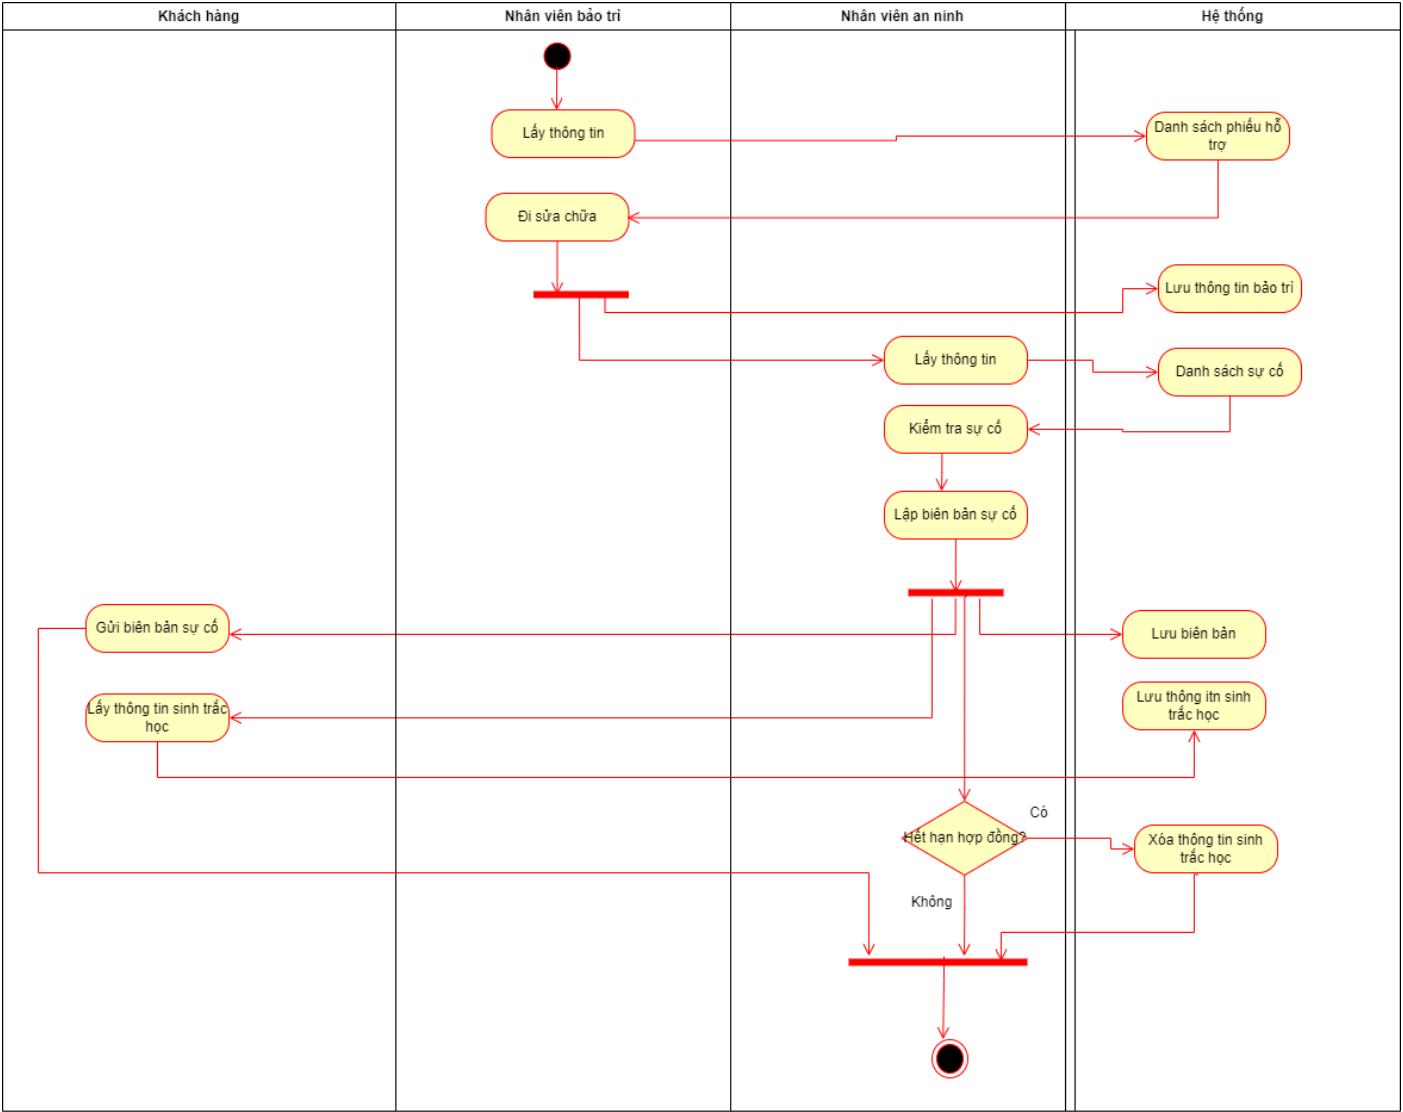 Khách hàng
Nhân viên bảo trì
Nhân viên an ninh
Hệ thống
Lấy thông tin
Danh sách phiếu hỗ
trợ
Đi sửa chữa
Lưu thông tin bảo trì
Lấy thông tin
Danh sách sự cố
Kiểm tra sự cố
Lập biên bản sự cố
Gửi biên bản sự cố
Lưu biên bản
Lấy thông tin sinh trắc
học
Lưu thông itn sinh
trắc học
Có
Hết hạn hợp đồng?
Xóa thông tin sinh
trắc học
Không